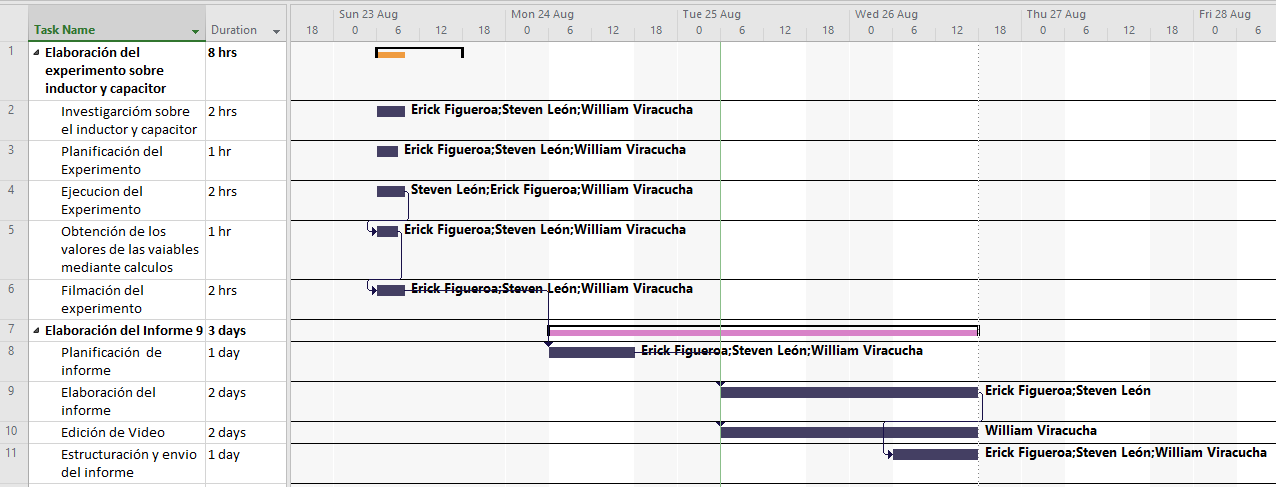 Sun 23 Aug Mon 24 Aug Tue 25 Aug Wed 26 Aug Thu 27 Aug Fri 28 Aug
Task Name Duration 18 0 6 12 18 0 6 12 18 0 6 12 18 0 6 12 18 0 6 12 18 0 6
1 Elaboración del 8 hrs
experimento sobre
inductor y capacitor
2 Investigarcióm sobre 2 hrs Erick Figueroa;Steven León;William Viracucha
el inductor y capacitor
3 Planificación del 1 hr Erick Figueroa;Steven León;William Viracucha
Experimento
4 Ejecucion del 2 hrs Steven León;Erick Figueroa;William Viracucha
Experimento
5 Obtención de los 1 hr Erick Figueroa;Steven León;William Viracucha
valores de las vaiables
mediante calculos
6 Filmación del 2 hrs Erick Figueroa;Steven León;William Viracucha
experimento
7 Elaboración del Informe 9 3 days
8 Planificación de 1 day Erick Figueroa;Steven León;William Viracucha
informe
9 Elaboración del 2 days Erick Figueroa;Steven León
informe
10 Edición de Video 2 days William Viracucha
11 Estructuración y envio 1 day Erick Figueroa;Steven León;William Viracucha
del informe